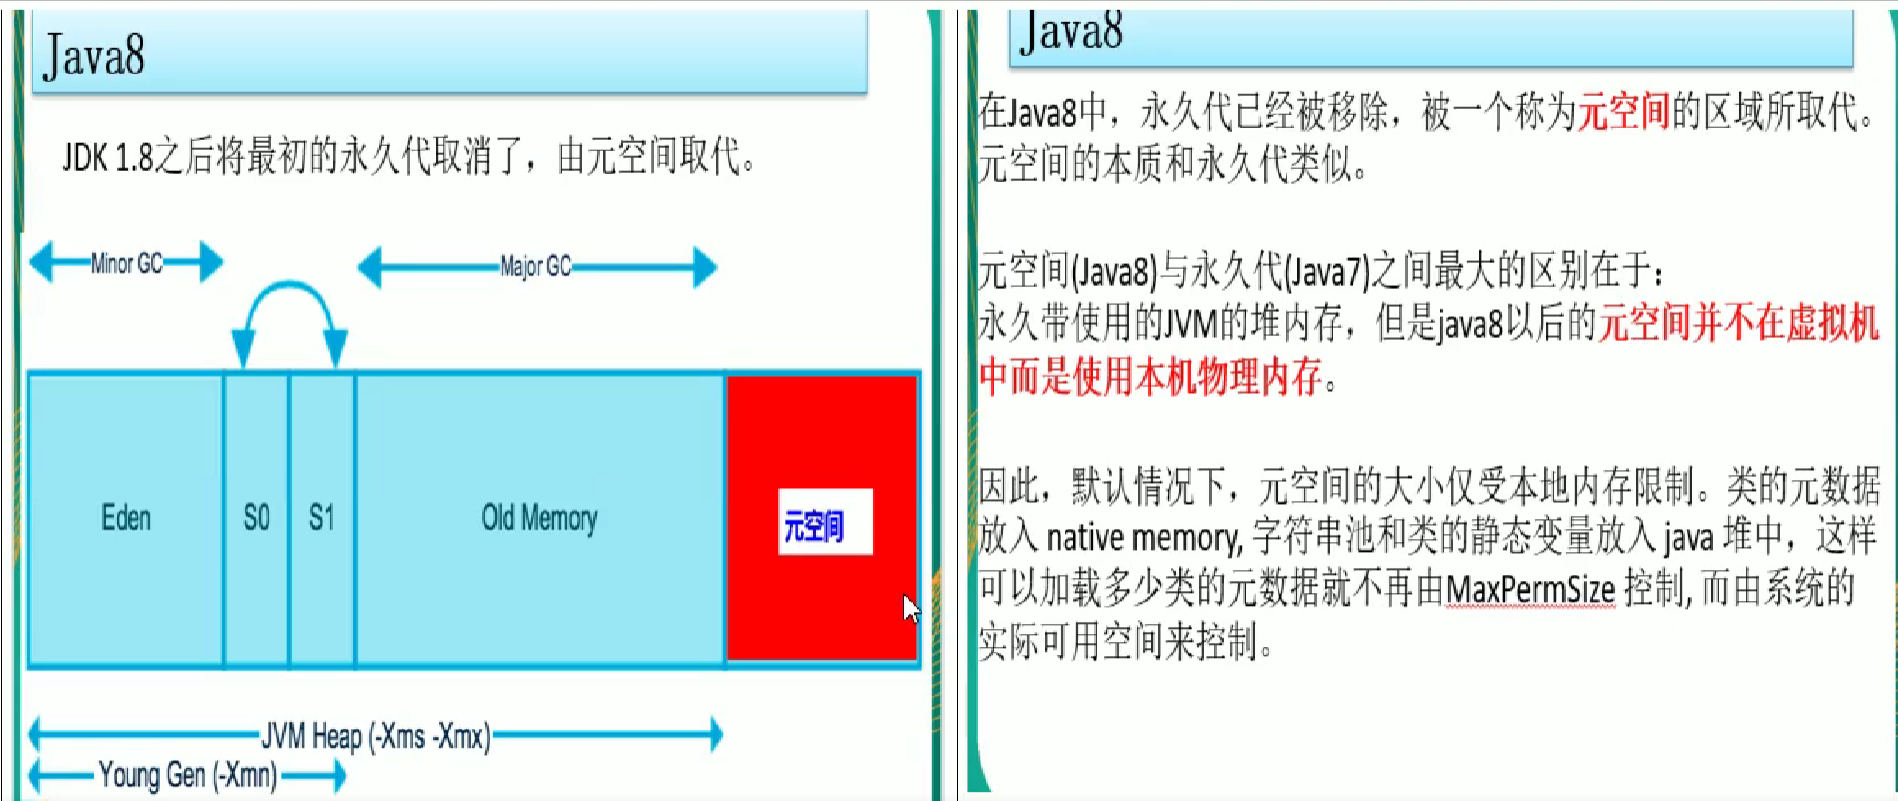 Java8
JDK 1.8之后将最初的永久代取消了，由元空间取代。
Minor GC
Major GC
Eden
S0
S1
Old Memory
元空间
JVM Heap (-Xms -Xmx)
Young Gen (-Xmn)
Java8
在Java8中，永久代已经被移除，被一个称为元空间的区域所取代。
元空间的本质和永久代类似。
元空间(Java8)与永久代(Java7)之间最大的区别在于：
永久带使用的JVM的堆内存，但是java8以后的元空间并不在虚拟机
中而是使用本机物理内存。
因此，默认情况下，元空间的大小仅受本地内存限制。类的元数据
放入 native memory, 字符串池和类的静态变量放入 java 堆中，这样
可以加载多少类的元数据就不再由MaxPermSize 控制, 而由系统的
实际可用空间来控制。